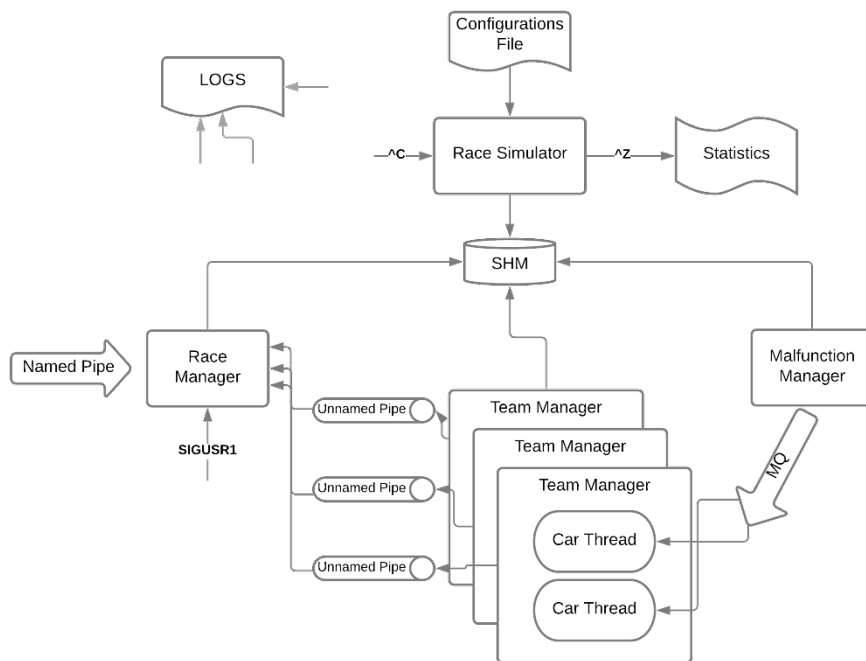 Configurations
File
LOGS
^C
Race Simulator
^Z
Statistics
SHM
Named Pipe
Race
Manager
Malfunction
Manager
Unnamed Pipe
Team Manager
SIGUSR1
Team Manager
MQ
Unnamed Pipe
Team Manager
Car Thread
Unnamed Pipe
Car Thread